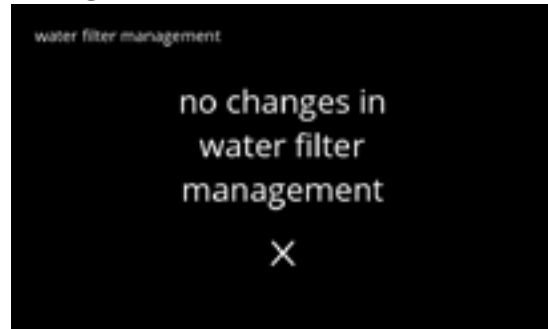 water filter management
no changes in
water filter
management
X